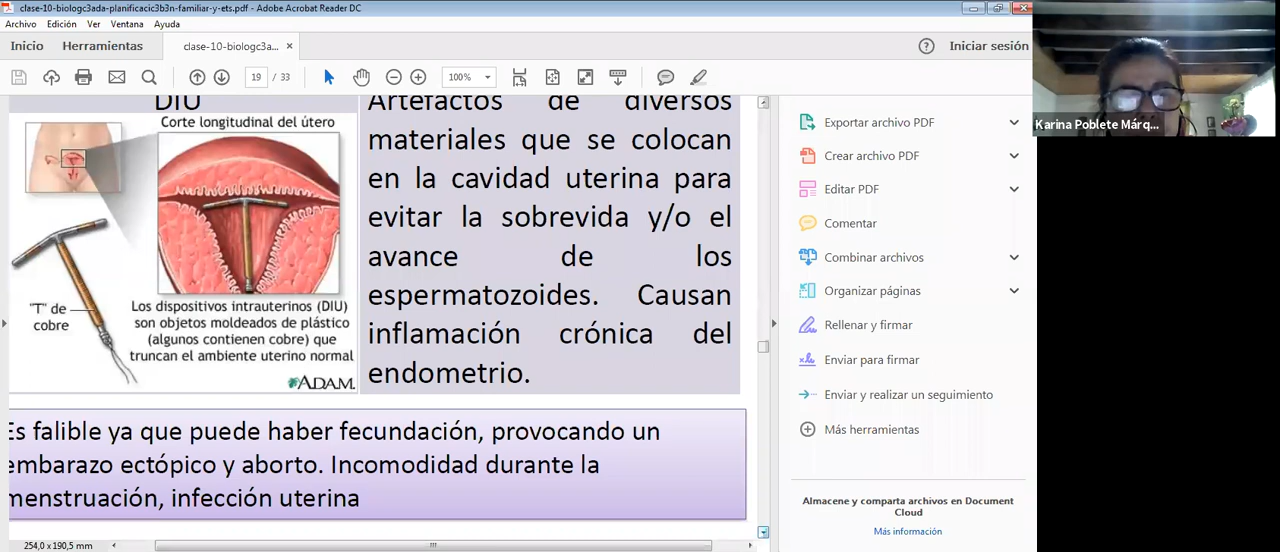 clase-10-biologc3ada-planificacic3b3n-familiar-y-ets.pdf - Adobe Acrobat Reader DC
Archivo Edición Ver Ventana Ayuda
Inicio Herramientas clase-10-biologc3a... ×
Iniciar sesión
19 / 33
100%
DIU
Corte longitudinal del útero
"T" de
cobre
Los dispositivos intrauterinos (DIU)
son objetos moldeados de plástico
(algunos contienen cobre) que
truncan el ambiente uterino normal
ADAM.
Artefactos de diversos
materiales que se colocan
en la cavidad uterina para
evitar la sobrevida y/o el
avance de los
espermatozoides. Causan
inflamación crónica del
endometrio.
Es falible ya que puede haber fecundación, provocando un
embarazo ectópico y aborto. Incomodidad durante la
menstruación, infección uterina
254,0 x 190,5 mm
Exportar archivo PDF
Crear archivo PDF
Editar PDF
Comentar
Combinar archivos
Organizar páginas
Rellenar y firmar
Enviar para firmar
Enviar y realizar un seguimiento
Más herramientas
Almacene y comparta archivos en Document
Cloud
Más información
Karina Poblete Márq...